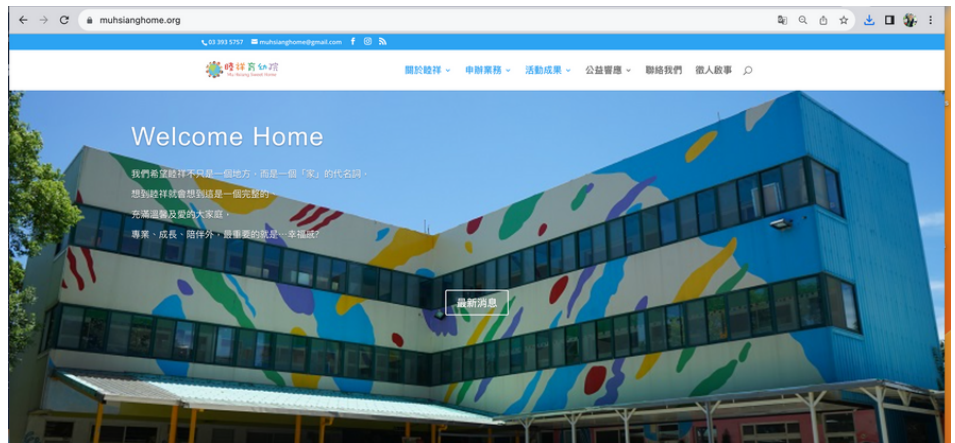 muhsianghome.org
03 393 5757 muhsianghome@gmail.com
睦祥育幼院
Mu Hsiang Sweet Home
關於睦祥 申辦業務 活動成果 公益響應 聯絡我們 徵人啟事
Welcome Home
我們希望睦祥不只是一個地方、而是一個「家」的代名詞，
想到睦祥就會想到這是一個完整的、
充滿溫馨及愛的大家庭，
專業、成長、陪伴外，最重要的就是…幸福感?
最新消息